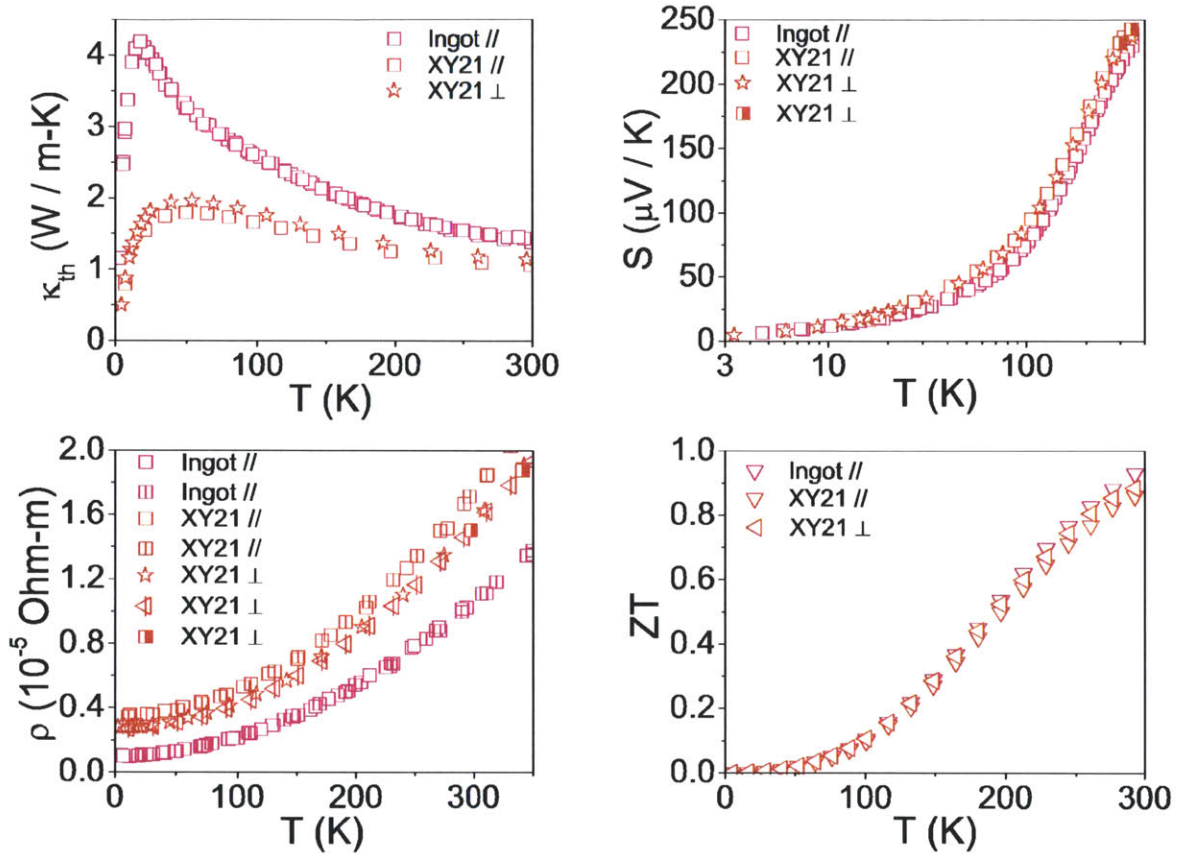 κth (W / m-K)
4
3
2
1
0
Ingot //
XY21 //
XY21 ⊥
0 100 200 300
T (K)
S (μV / K)
250
200
150
100
50
0
Ingot //
XY21 //
XY21 ⊥
XY21 ⊥
3 10 100
T (K)
ρ (10-5 Ohm-m)
2.0
1.6
1.2
0.8
0.4
0.0
Ingot //
Ingot //
XY21 //
XY21 //
XY21 ⊥
XY21 ⊥
XY21 ⊥
0 100 200 300
T (K)
ZT
1.0
0.8
0.6
0.4
0.2
0.0
Ingot //
XY21 //
XY21 ⊥
0 100 200 300
T (K)